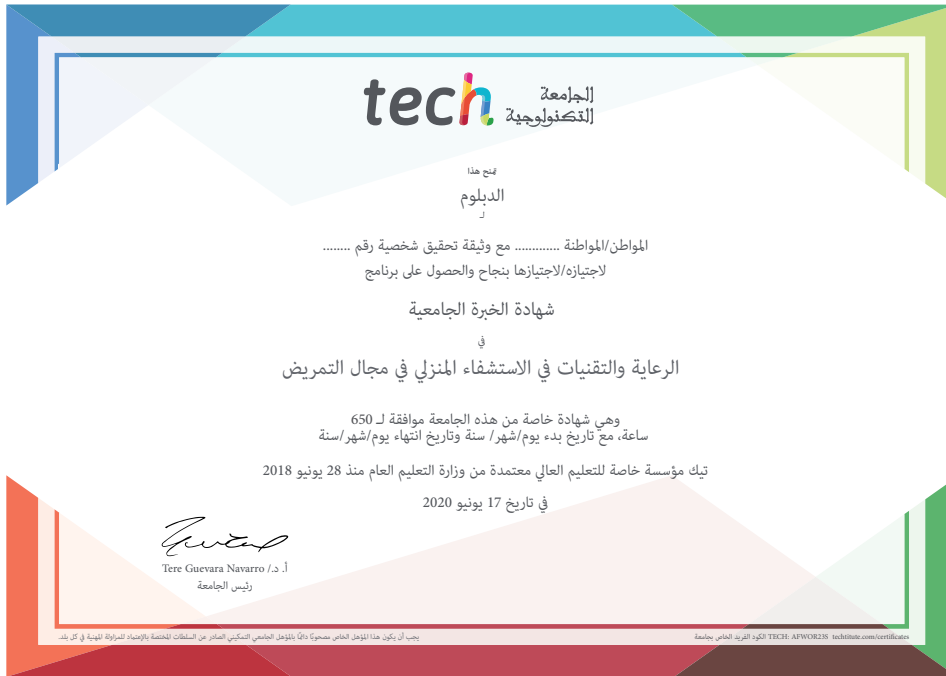 tech الجامعة
التكنولوجية
يمنح هذا
الدبلوم
لـ
المواطن/المواطنة ............ مع وثيقة تحقيق شخصية رقم ........
لاجتيازه/لاجتيازها بنجاح والحصول على برنامج
شهادة الخبرة الجامعية
في
الرعاية والتقنيات في الاستشفاء المنزلي في مجال التمريض
وهي شهادة خاصة من هذه الجامعة موافقة لـ 650
ساعة، مع تاريخ بدء يوم/شهر/ سنة وتاريخ انتهاء يوم/شهر/سنة
تيك مؤسسة خاصة للتعليم العالي معتمدة من وزارة التعليم العام منذ 28 يونيو 2018
في تاريخ 17 يونيو 2020
أ. د./ Tere Guevara Navarro
رئيس الجامعة
يجب أن يكون هذا المؤهل الخاص مصحوبًا دائمًا بالمؤهل الجامعي التمكيني الصادر عن السلطات المختصة بالإعتماد للمزاولة المهنية في كل بلد.
الكود الفريد الخاص بجامعة TECH: AFWOR23S techtitute.com/certificates